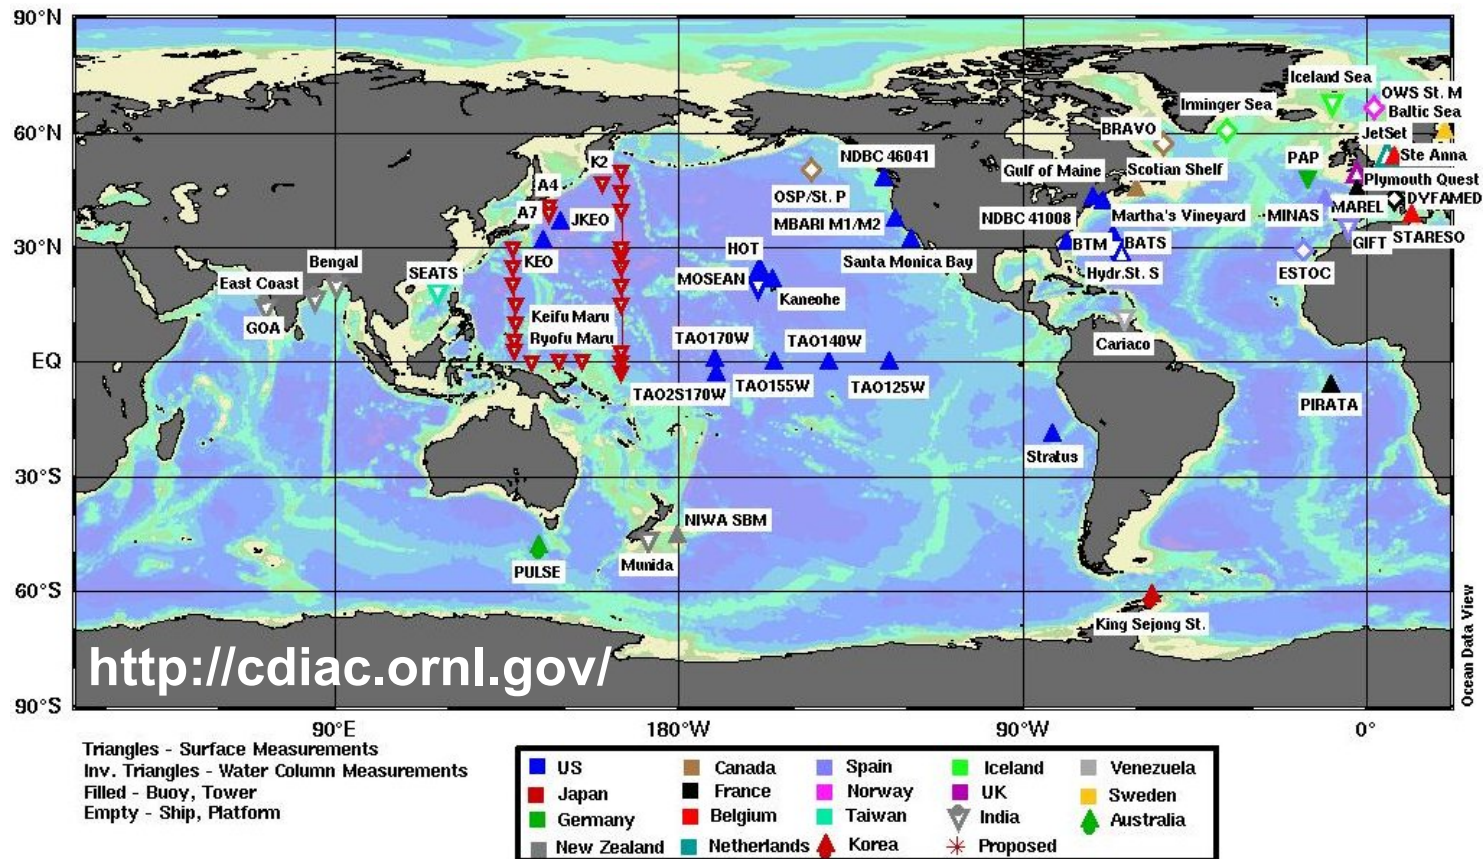 90°N
60°N
30°N
EQ
30°S
60°S
90°S
90°E
180°W
90°W
0°
Iceland Sea
OWS St. M
Irminger Sea
Baltic Sea
BRAVO
JetSet
K2
NDBC 46041
PAP
Ste Anna
Gulf of Maine
Scotian Shelf
A4
OSP/St. P
Plymouth Quest
A7
JKEO
MBARI M1/M2
NDBC 41008
Martha's Vineyard
MINAS
MAREL
DYFAMED
KEO
HOT
BTM
BATS
GIFT
STARESO
Bengal
SEATS
MOSEAN
Santa Monica Bay
Hydr.St. S
ESTOC
East Coast
Kaneohe
GOA
Keifu Maru
Ryofu Maru
TAO170W
TAO140W
Cariaco
TAO2S170W
TAO155W
TAO125W
PIRATA
Stratus
NIWA SBM
PULSE
Munida
King Sejong St.
http://cdiac.ornl.gov/
Ocean Data View
Triangles - Surface Measurements
Inv. Triangles - Water Column Measurements
Filled - Buoy, Tower
Empty - Ship, Platform
US Canada Spain Iceland Venezuela
Japan France Norway UK Sweden
Germany Belgium Taiwan India Australia
New Zealand Netherlands Korea Proposed